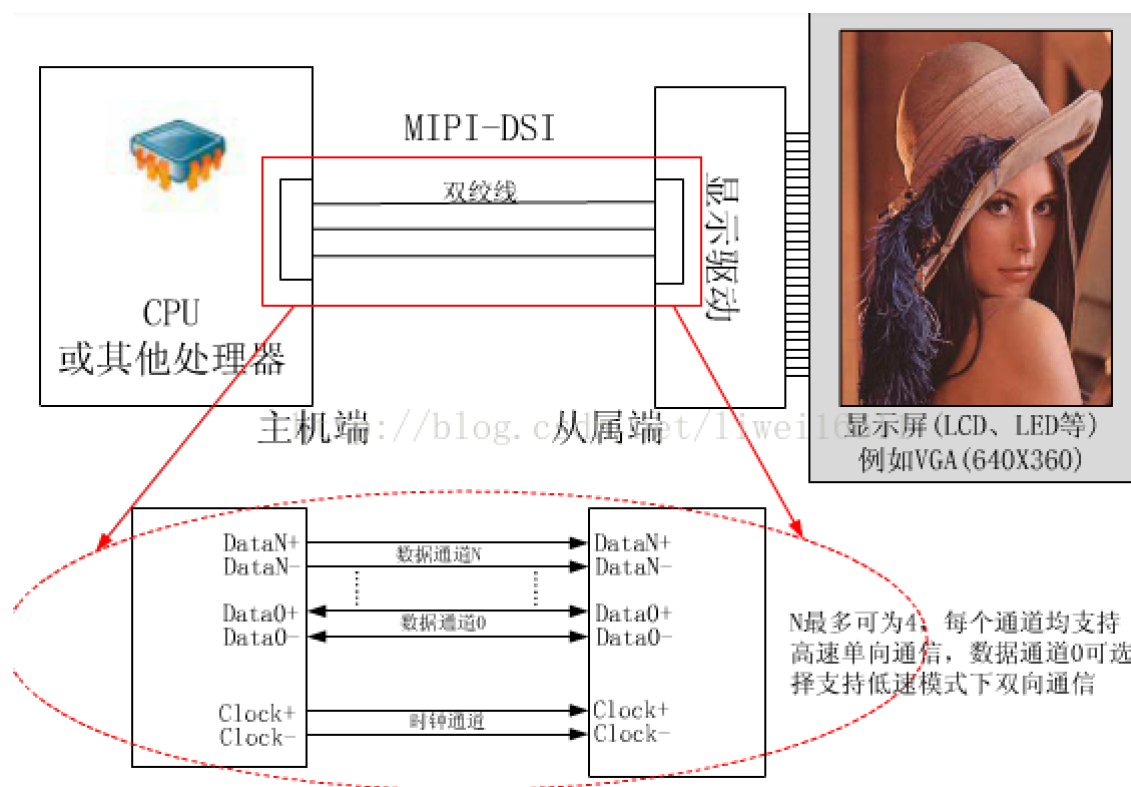 MIPI-DSI
双绞线
显示驱动
CPU
或其他处理器
主机端
从属端
显示屏(LCD、LED等)
例如VGA(640X360)
DataN+
DataN-
数据通道N
DataN+
DataN-
Data0+
Data0-
数据通道0
Data0+
Data0-
Clock+
Clock-
时钟通道
Clock+
Clock-
N最多可为4，每个通道均支持
高速单向通信，数据通道0可选
择支持低速模式下双向通信